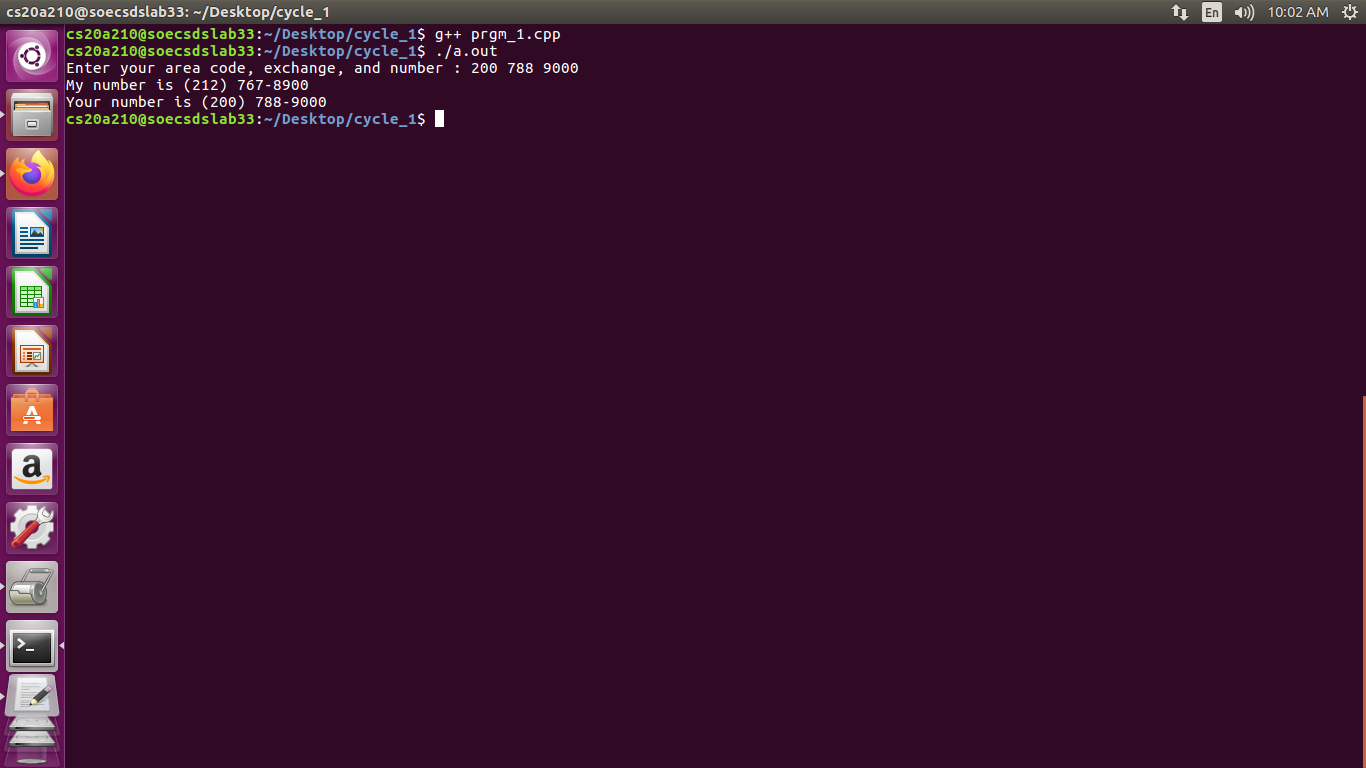 cs20a210@soecsdslab33: ~/Desktop/cycle_1
En
10:02 AM
cs20a210@soecsdslab33:~/Desktop/cycle_1$ g++ prgm_1.cpp
cs20a210@soecsdslab33:~/Desktop/cycle_1$ ./a.out
Enter your area code, exchange, and number : 200 788 9000
My number is (212) 767-8900
Your number is (200) 788-9000
cs20a210@soecsdslab33:~/Desktop/cycle_1$